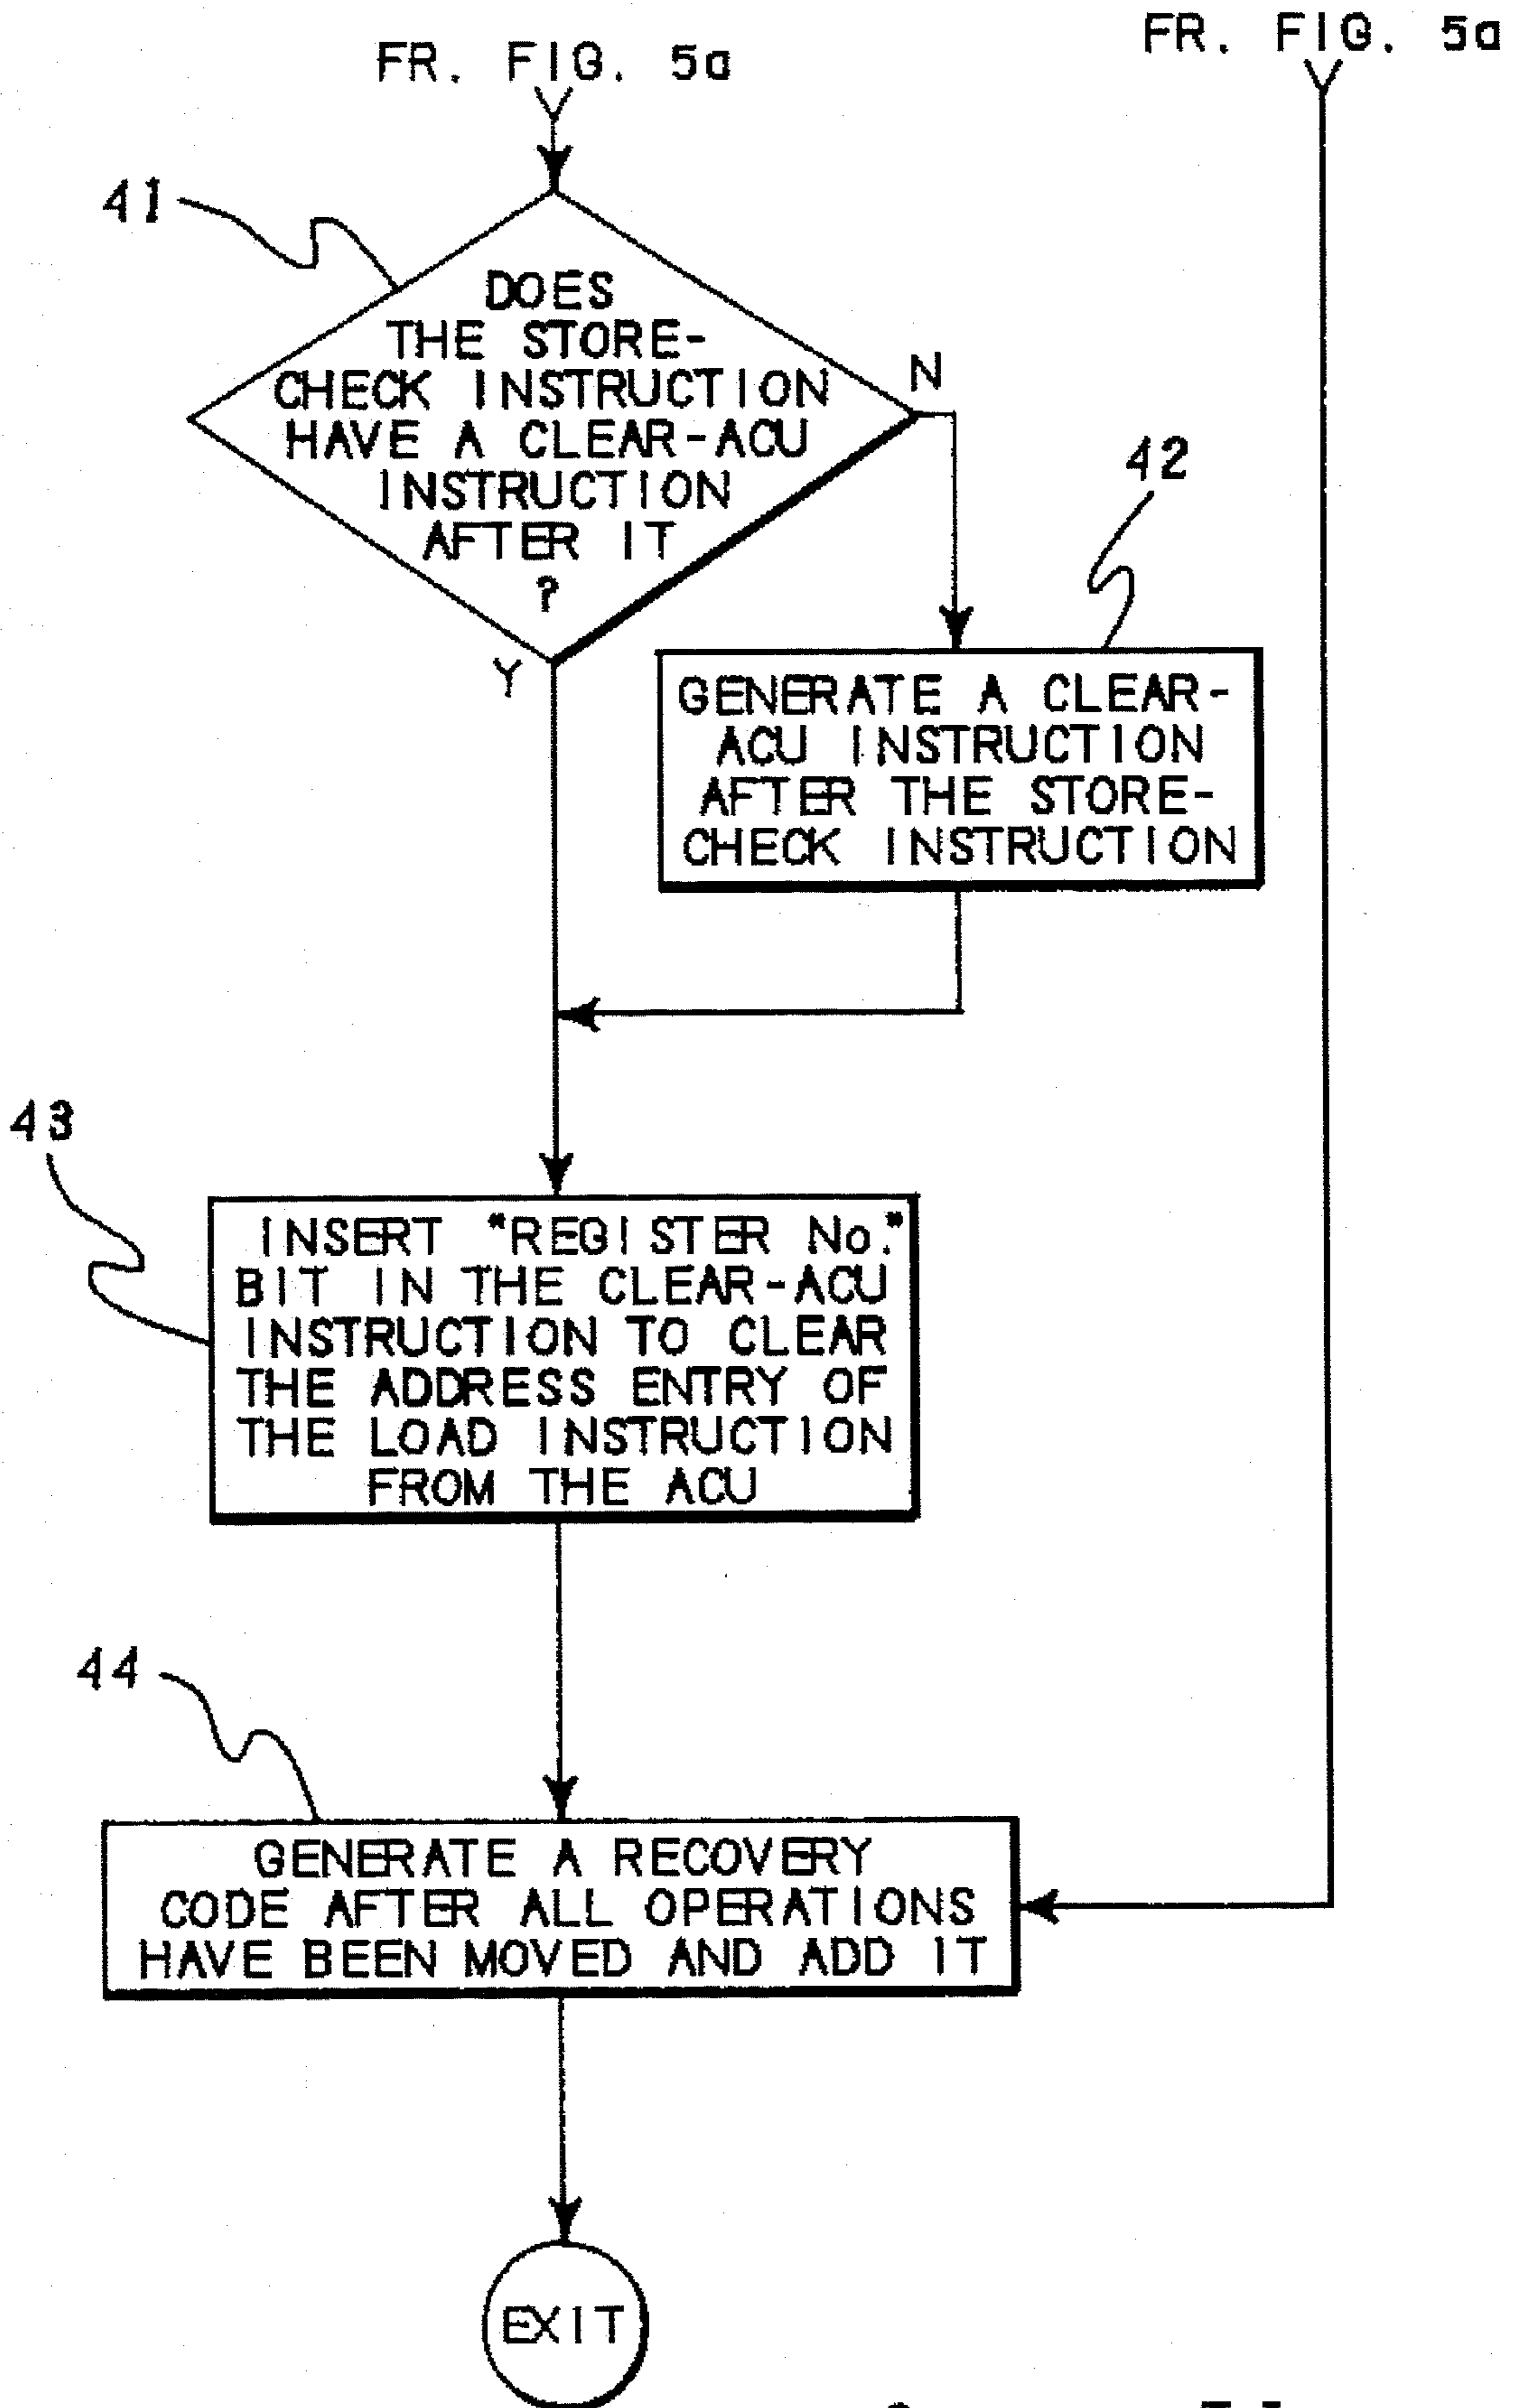 FR. FIG. 5a
FR. FIG. 5a
41
DOES
THE STORE-
CHECK INSTRUCTION
HAVE A CLEAR-ACU
INSTRUCTION
AFTER IT
?
N
Y
42
GENERATE A CLEAR-
ACU INSTRUCTION
AFTER THE STORE-
CHECK INSTRUCTION
43
INSERT "REGISTER No."
BIT IN THE CLEAR-ACU
INSTRUCTION TO CLEAR
THE ADDRESS ENTRY OF
THE LOAD INSTRUCTION
FROM THE ACU
44
GENERATE A RECOVERY
CODE AFTER ALL OPERATIONS
HAVE BEEN MOVED AND ADD IT
EXIT